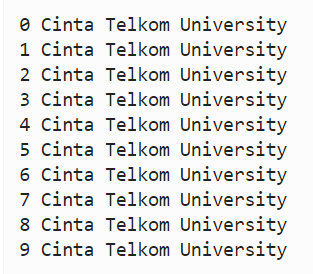 0 Cinta Telkom University
1 Cinta Telkom University
2 Cinta Telkom University
3 Cinta Telkom University
4 Cinta Telkom University
5 Cinta Telkom University
6 Cinta Telkom University
7 Cinta Telkom University
8 Cinta Telkom University
9 Cinta Telkom University